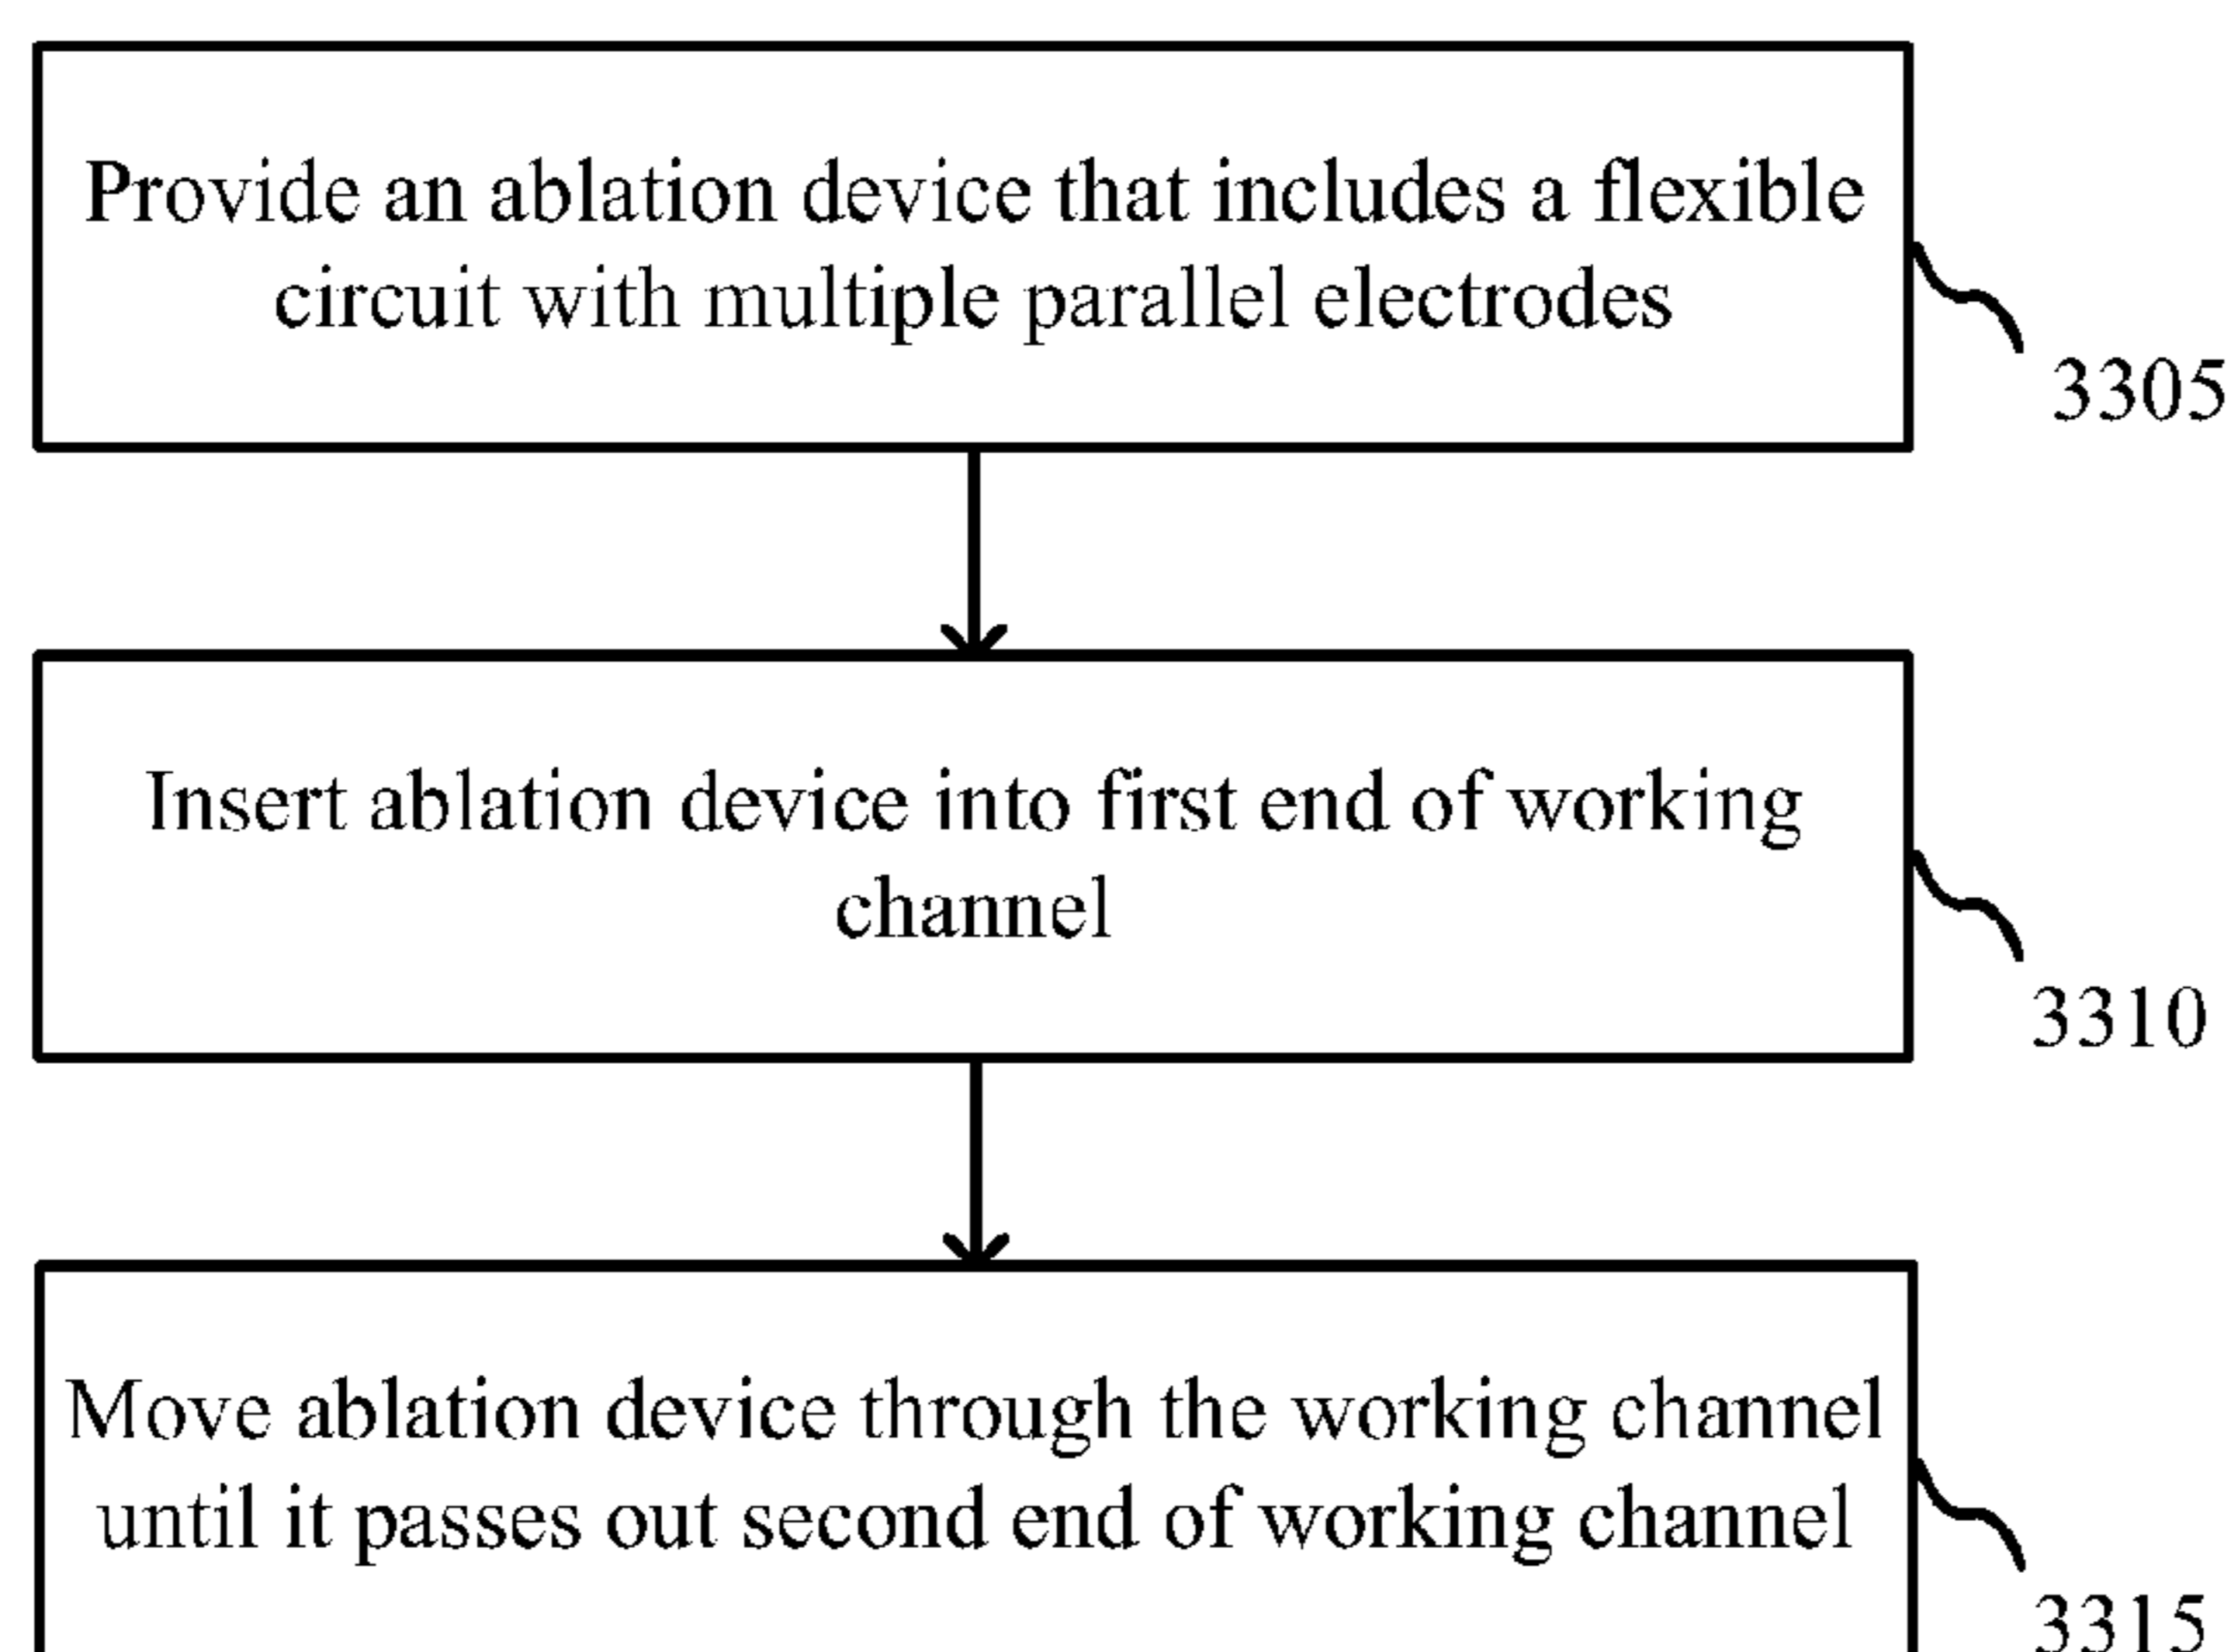 Provide an ablation device that includes a flexible
circuit with multiple parallel electrodes
3305
Insert ablation device into first end of working
channel
3310
Move ablation device through the working channel
until it passes out second end of working channel
3315